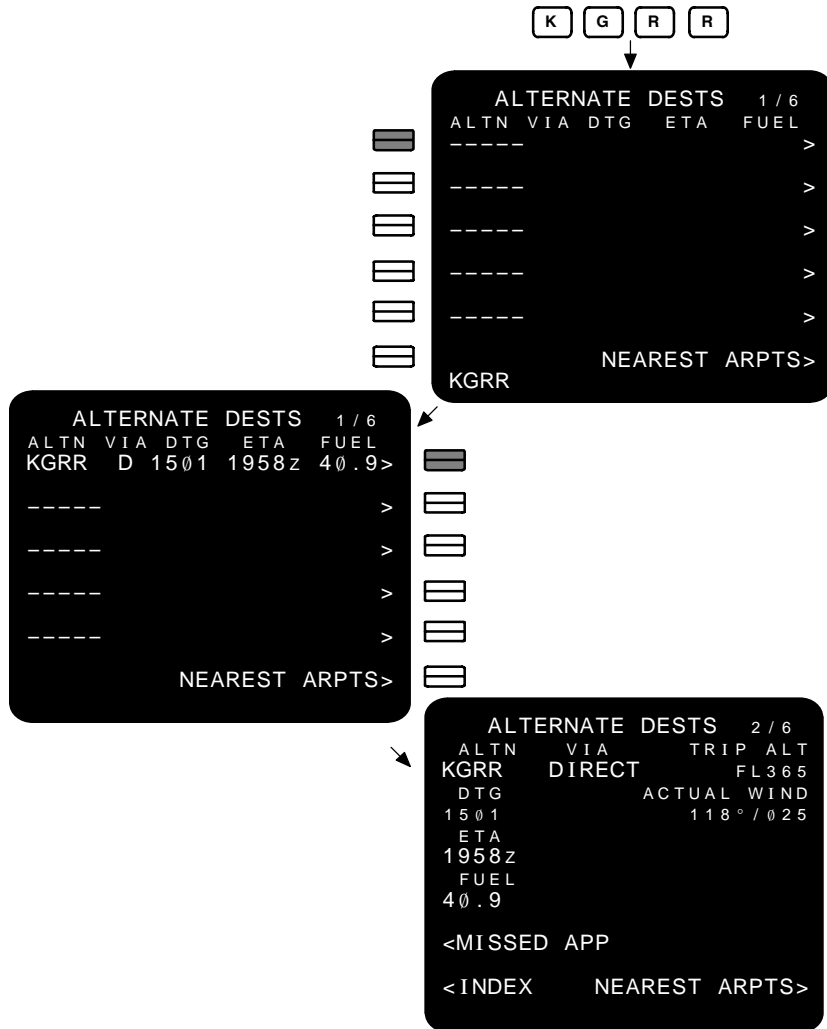 K G R R
ALTERNATE DESTS 1/6
ALTN VIA DTG ETA FUEL
----- >
----- >
----- >
----- >
----- >
NEAREST ARPTS>
KGRR
ALTERNATE DESTS 1/6
ALTN VIA DTG ETA FUEL
KGRR D 15Ø1 1958z 4Ø.9>
----- >
----- >
----- >
----- >
NEAREST ARPTS>
ALTERNATE DESTS 2/6
ALTN VIA TRIP ALT
KGRR DIRECT FL365
DTG ACTUAL WIND
15Ø1 118°/Ø25
ETA
1958z
FUEL
4Ø.9
<MISSED APP
<INDEX NEAREST ARPTS>